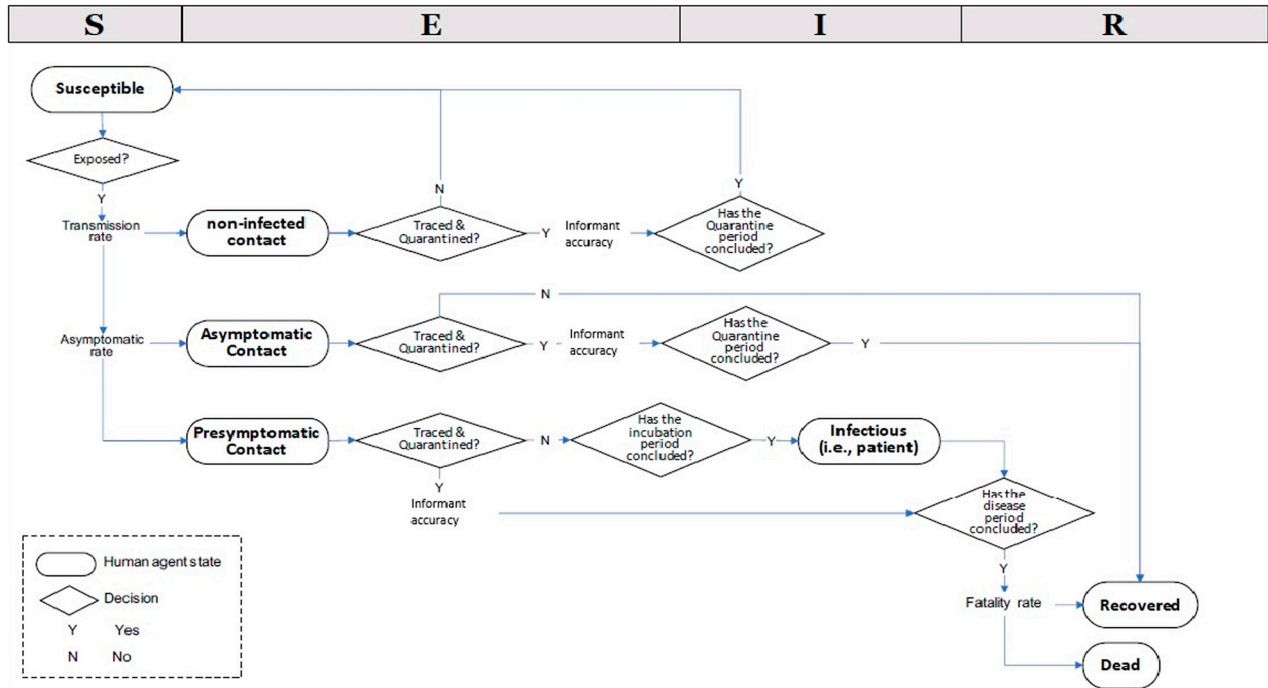 S
E
I
R
Susceptible
Exposed?
Y
Transmission
rate
non-infected
contact
Traced &
Quarantined?
N
Y
Informant
accuracy
Has the
Quarantine
period
concluded?
Y
Asymptomatic
rate
Asymptomatic
Contact
Traced &
Quarantined?
N
Y
Informant
accuracy
Has the
Quarantine
period
concluded?
Y
Presymptomatic
Contact
Traced &
Quarantined?
N
Has the
incubation
period
concluded?
Y
Infectious
(i.e., patient)
Y
Informant
accuracy
Has the
disease
period
concluded?
Y
Fatality rate
Recovered
Dead
Human agent state
Decision
Y Yes
N No